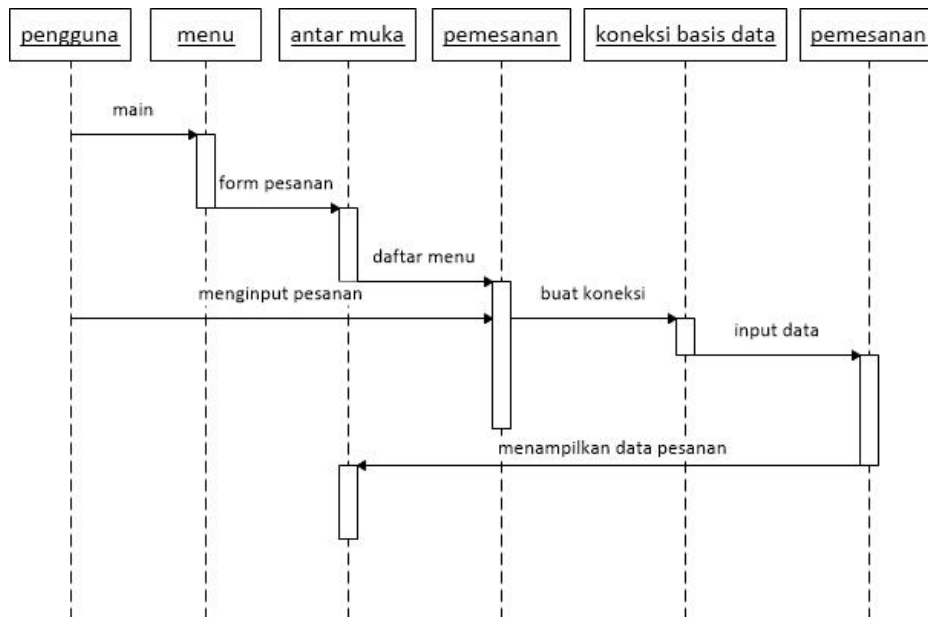 pengguna
menu
antar muka
pemesanan
koneksi basis data
pemesanan
main
form pesanan
daftar menu
menginput pesanan
buat koneksi
input data
menampilkan data pesanan